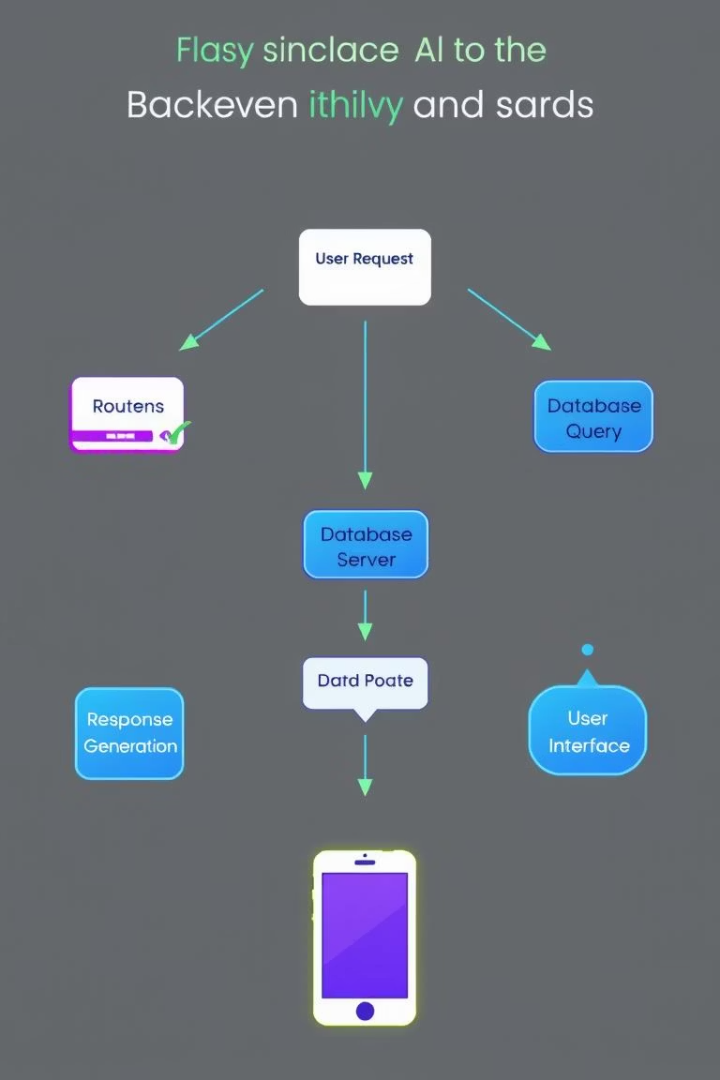 Flasy sinclace AI to the
Backeven ithilvy and sards
User Request
Routens
Database
Query
Database
Server
Datd Poate
Response
Generation
User
Interface